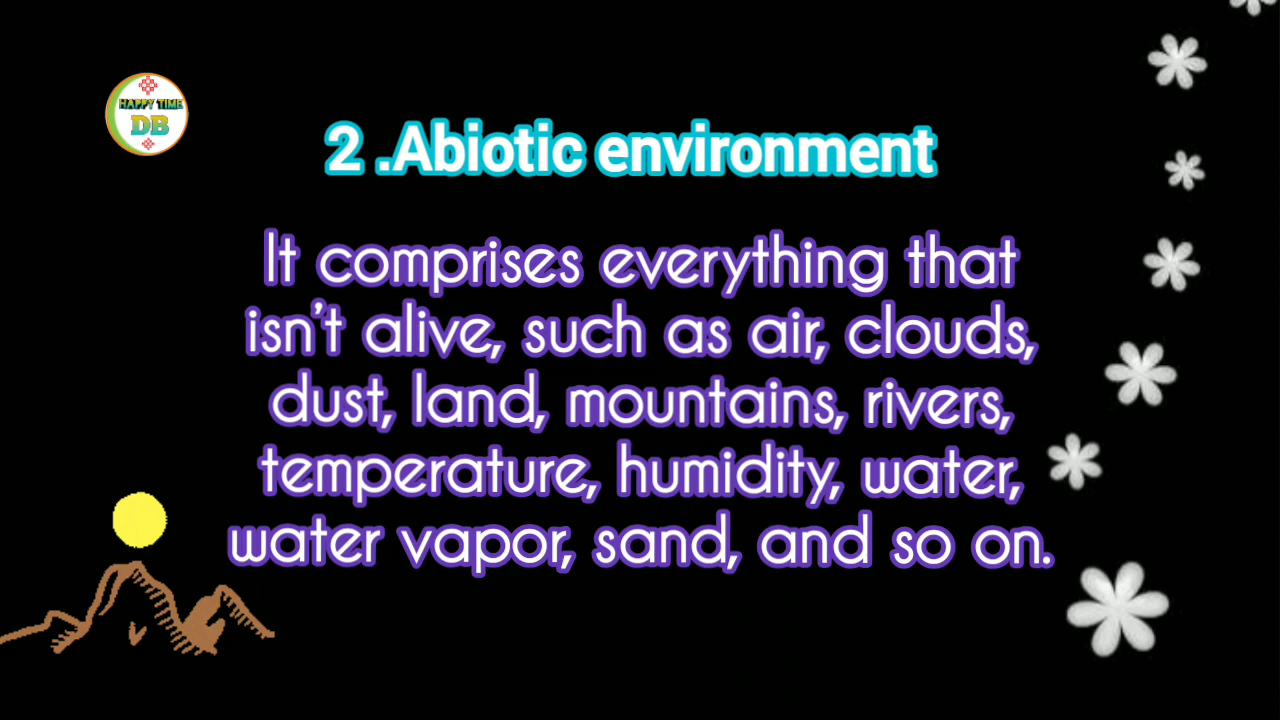 HAPPY TIME
DB
2 .Abiotic environment
It comprises everything that
isn't alive, such as air, clouds,
dust, land, mountains, rivers,
temperature, humidity, water,
water vapor, sand, and so on.